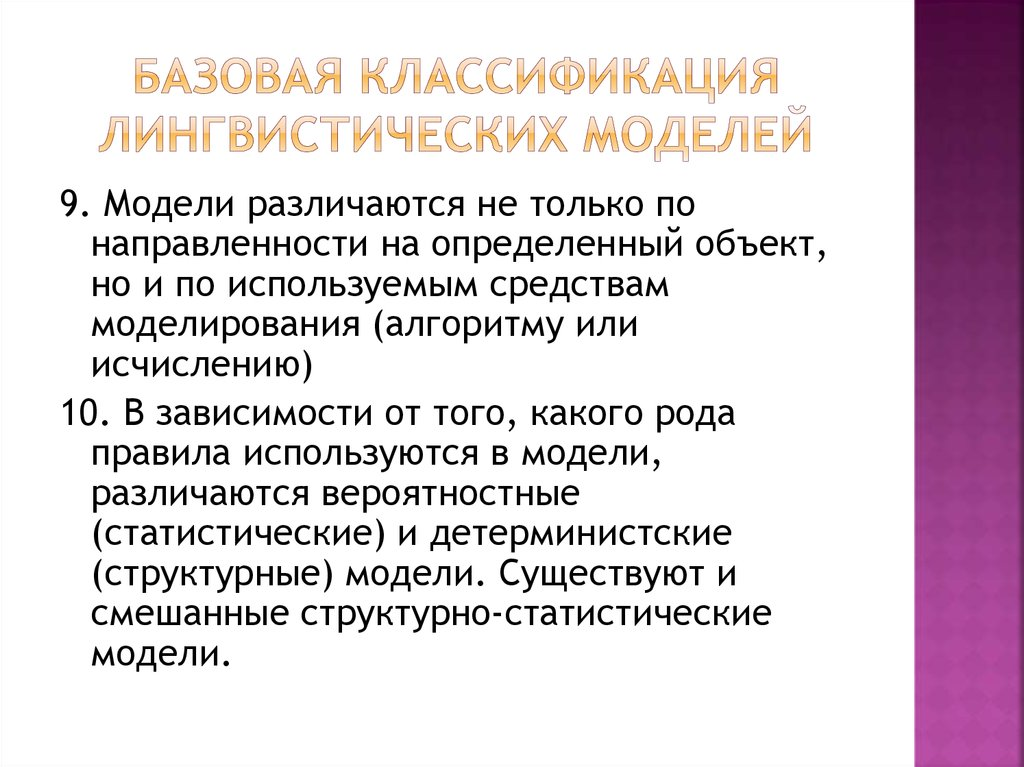 БАЗОВАЯ КЛАССИФИКАЦИЯ
ЛИНГВИСТИЧЕСКИХ МОДЕЛЕЙ
9. Модели различаются не только по
направленности на определенный объект,
но и по используемым средствам
моделирования (алгоритму или
исчислению)
10. В зависимости от того, какого рода
правила используются в модели,
различаются вероятностные
(статистические) и детерминистские
(структурные) модели. Существуют и
смешанные структурно-статистические
модели.